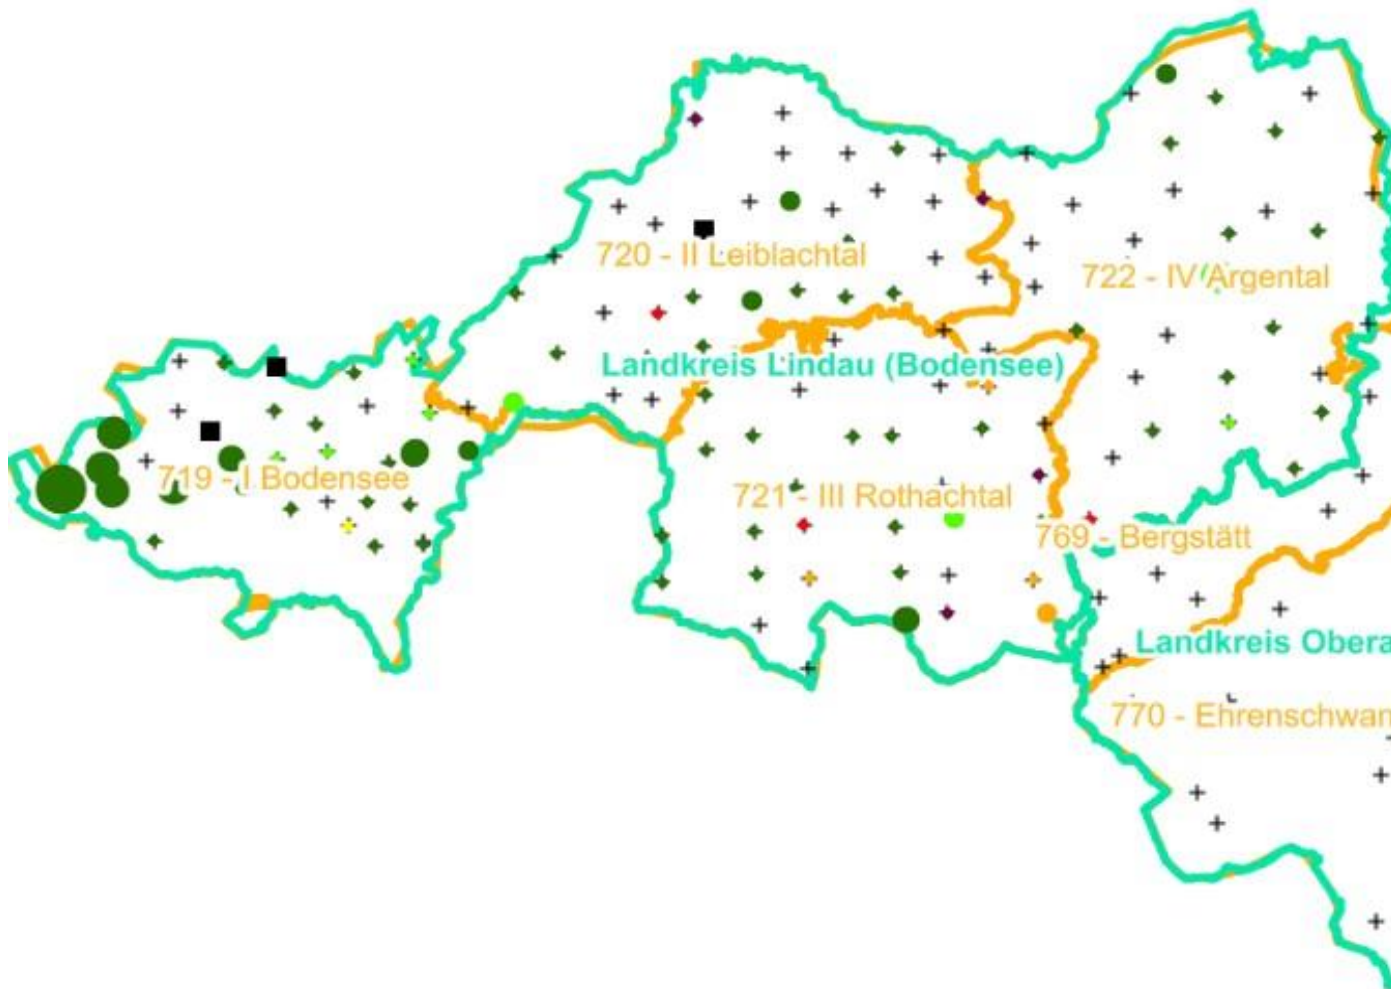 720 - II Leiblachtal
722 - IV Argental
Landkreis Lindau (Bodensee)
719 - I Bodensee
721 - III Rothachtal
769 - Bergstätt
Landkreis Obera
770 - Ehrenschwan